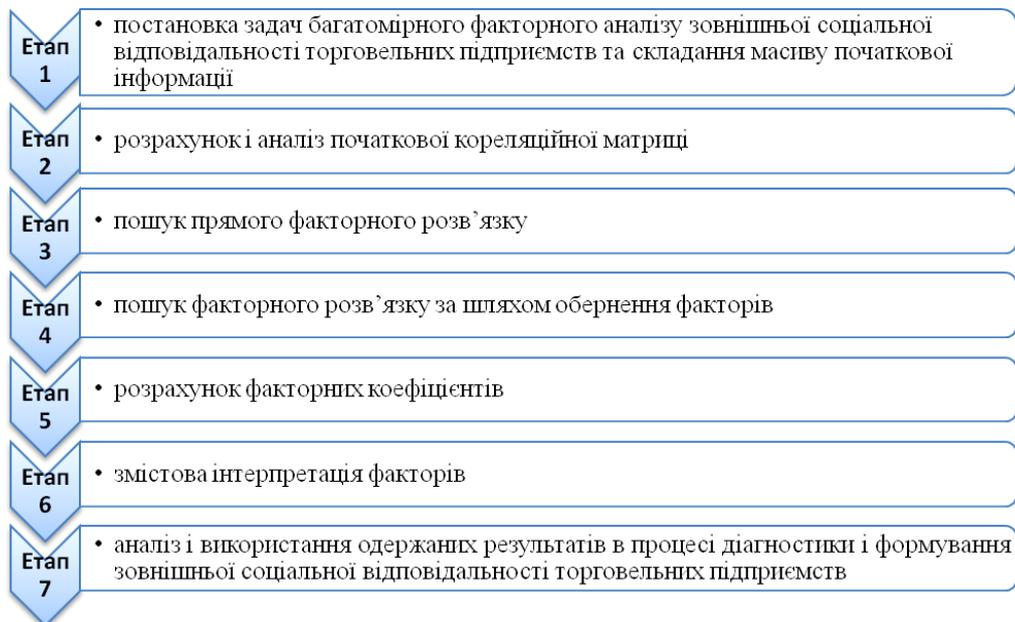 Етап
1
• постановка задач багатомірного факторного аналізу зовнішньої соціальної
відповідальності торговельних підприємств та складання масиву початкової
інформації
Етап
2
• розрахунок і аналіз початкової кореляційної матриці
Етап
3
• пошук прямого факторного розв’язку
Етап
4
• пошук факторного розв’язку за шляхом обернення факторів
Етап
5
• розрахунок факторних коефіцієнтів
Етап
6
• змістова інтерпретація факторів
Етап
7
• аналіз і використання одержаних результатів в процесі діагностики і формування
зовнішньої соціальної відповідальності торговельних підприємств